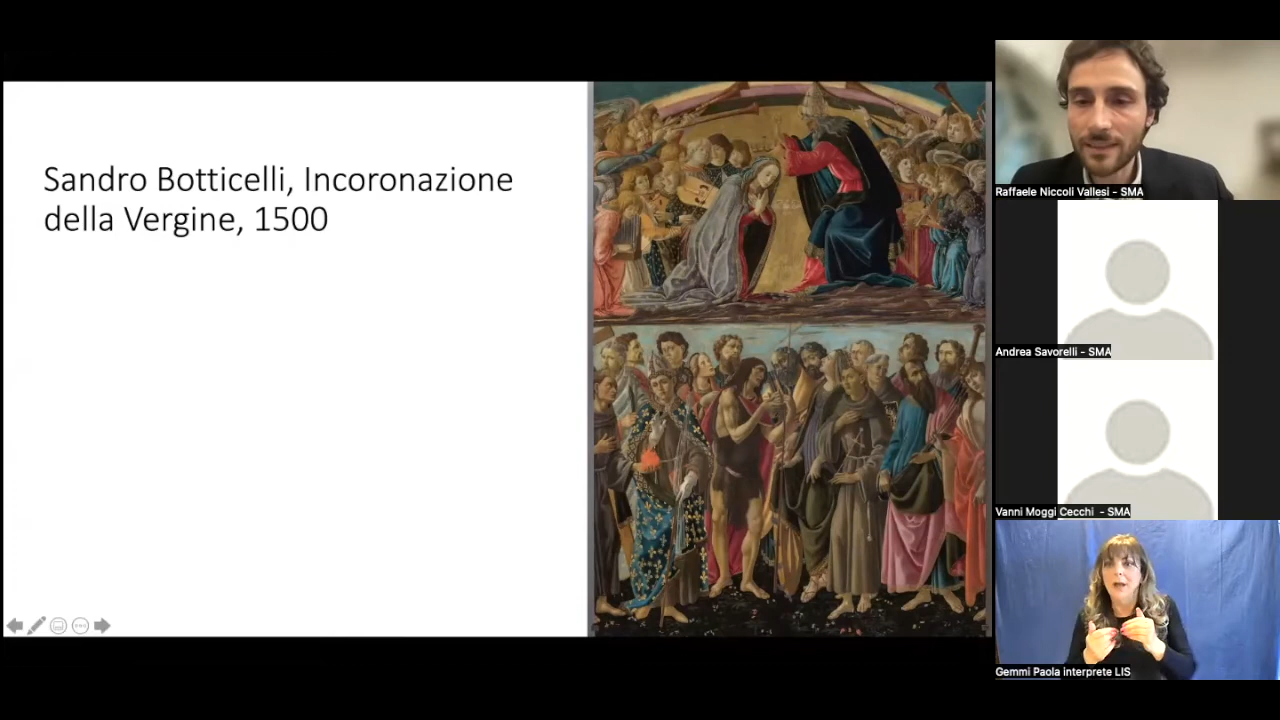 Sandro Botticelli, Incoronazione
della Vergine, 1500
Raffaele Niccoli Vallesi - SMA
Andrea Savorelli - SMA
Vanni Moggi Cecchi - SMA
Gemmi Paola interprete LIS